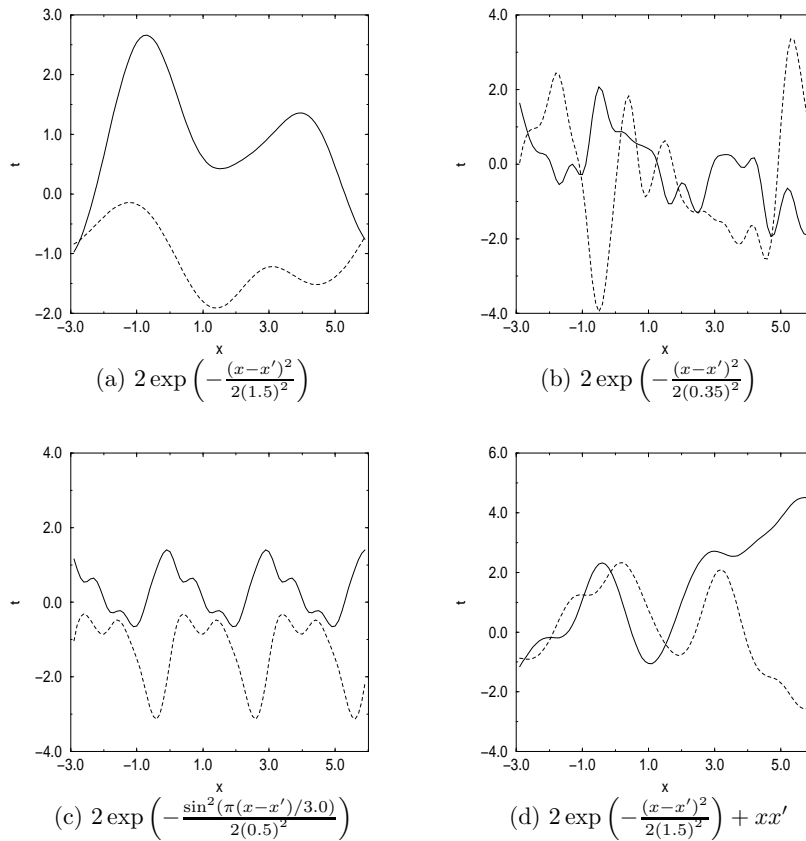 3.0
2.0
1.0
0.0
−1.0
−2.0
t
−3.0 −1.0 1.0 3.0 5.0
x
(a) 2 exp(−(x−x′)²/2(1.5)²)
4.0
2.0
0.0
−2.0
−4.0
t
−3.0 −1.0 1.0 3.0 5.0
x
(b) 2 exp(−(x−x′)²/2(0.35)²)
4.0
2.0
0.0
−2.0
−4.0
t
−3.0 −1.0 1.0 3.0 5.0
x
(c) 2 exp(−sin²(π(x−x′)/3.0)/2(0.5)²)
6.0
4.0
2.0
0.0
−2.0
−4.0
t
−3.0 −1.0 1.0 3.0 5.0
x
(d) 2 exp(−(x−x′)²/2(1.5)²) + xx′